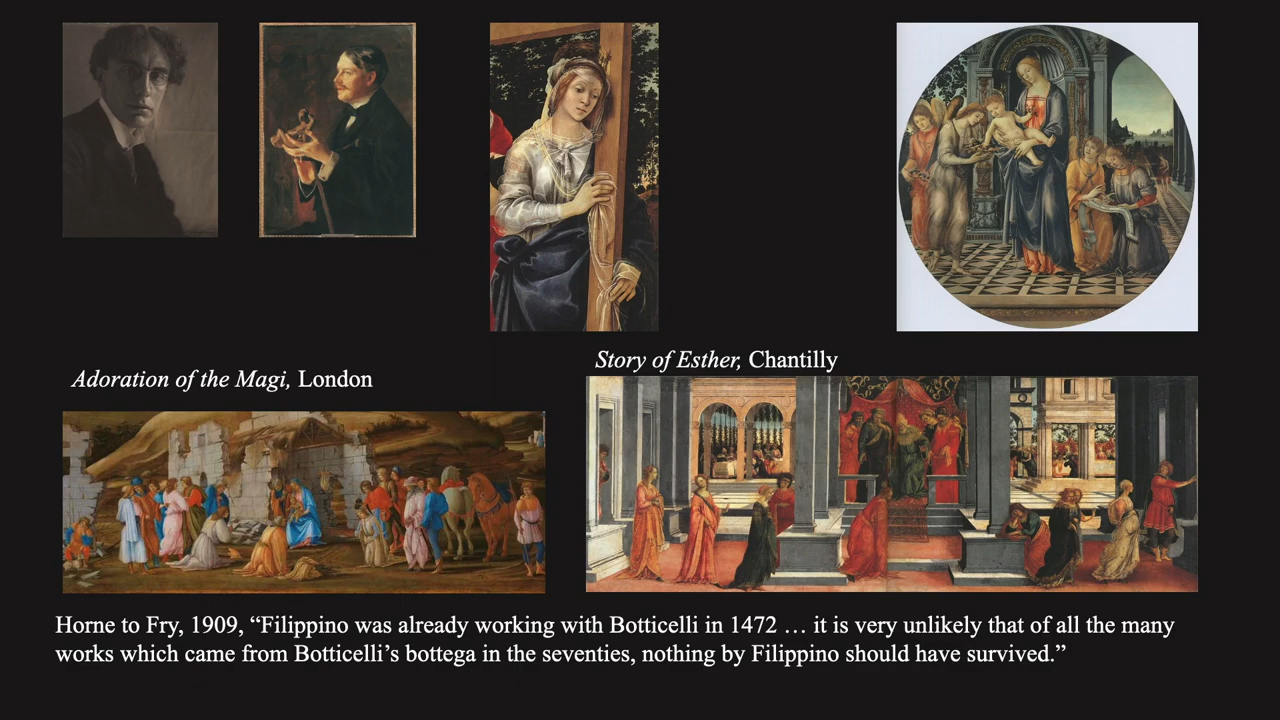 Story of Esther, Chantilly
Adoration of the Magi, London
Horne to Fry, 1909, “Filippino was already working with Botticelli in 1472 … it is very unlikely that of all the many
works which came from Botticelli’s bottega in the seventies, nothing by Filippino should have survived.”